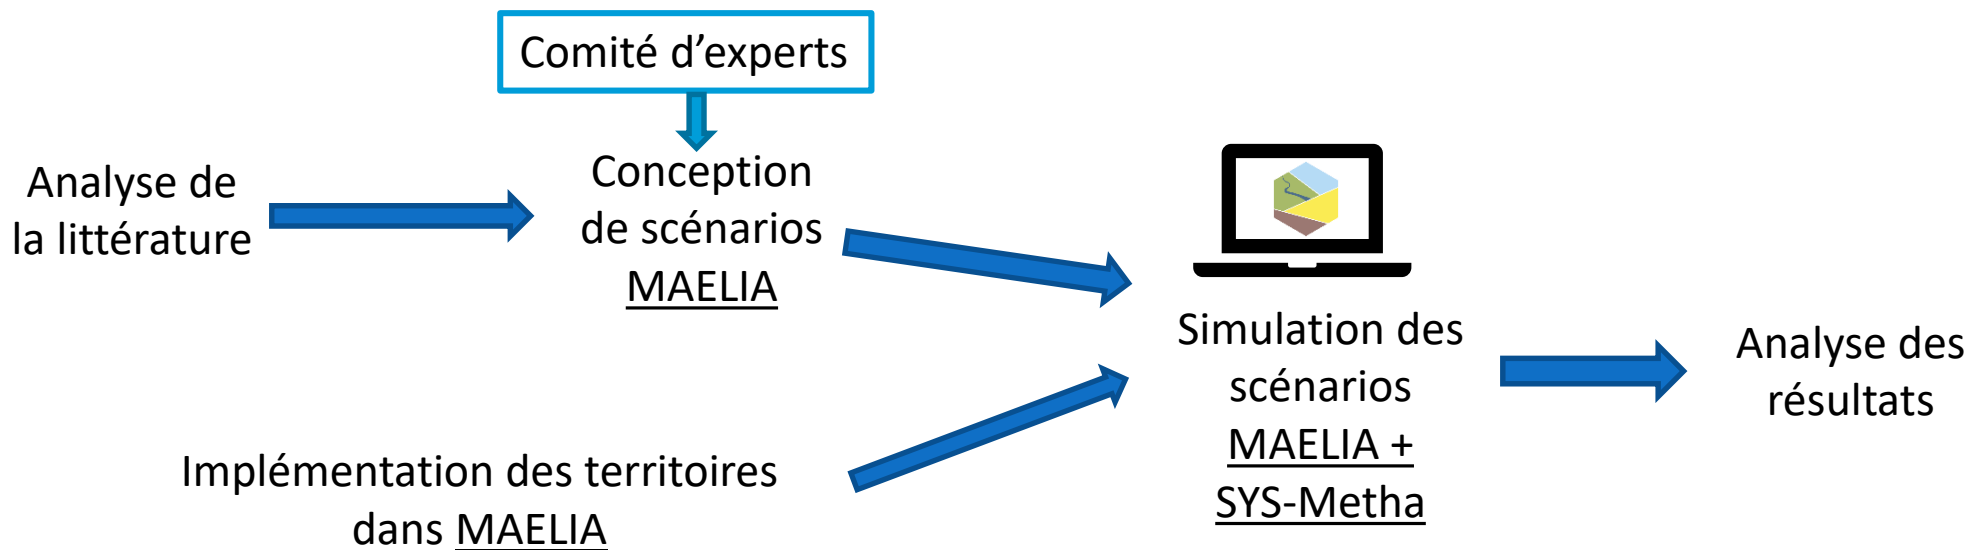 Comité d’experts
Analyse de
la littérature
Conception
de scénarios
MAELIA
Implémentation des territoires
dans MAELIA
Simulation des
scénarios
MAELIA +
SYS-Metha
Analyse des
résultats